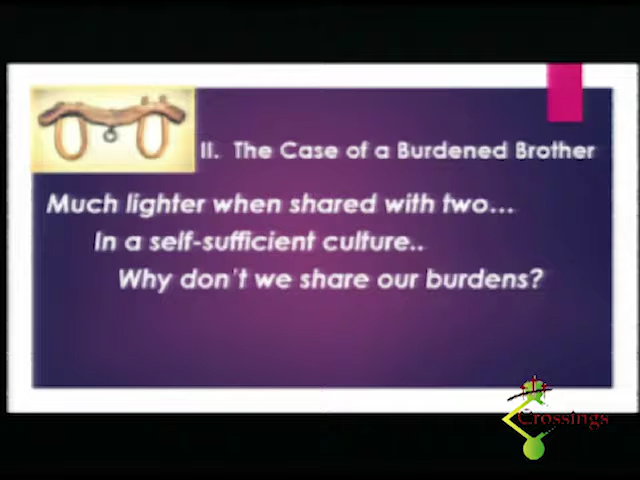 II. The Case of a Burdened Brother
Much lighter when shared with two...
In a self-sufficient culture..
Why don't we share our burdens?
Crossings